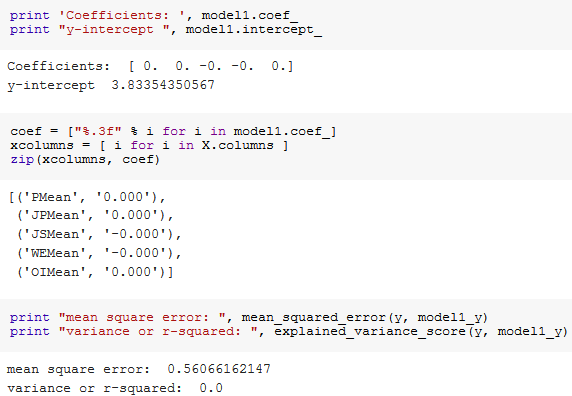 print 'Coefficients: ', model1.coef_
print "y-intercept ", model1.intercept_
Coefficients:  [ 0.  0. -0. -0.  0.]
y-intercept  3.83354350567
coef = ["%.3f" % i for i in model1.coef_]
xcolumns = [ i for i in X.columns ]
zip(xcolumns, coef)
[('PMean', '0.000'),
('JPMean', '0.000'),
('JSMean', '-0.000'),
('WEMean', '-0.000'),
('OIMean', '0.000')]
print "mean square error: ", mean_squared_error(y, model1_y)
print "variance or r-squared: ", explained_variance_score(y, model1_y)
mean square error:  0.56066162147
variance or r-squared:  0.0